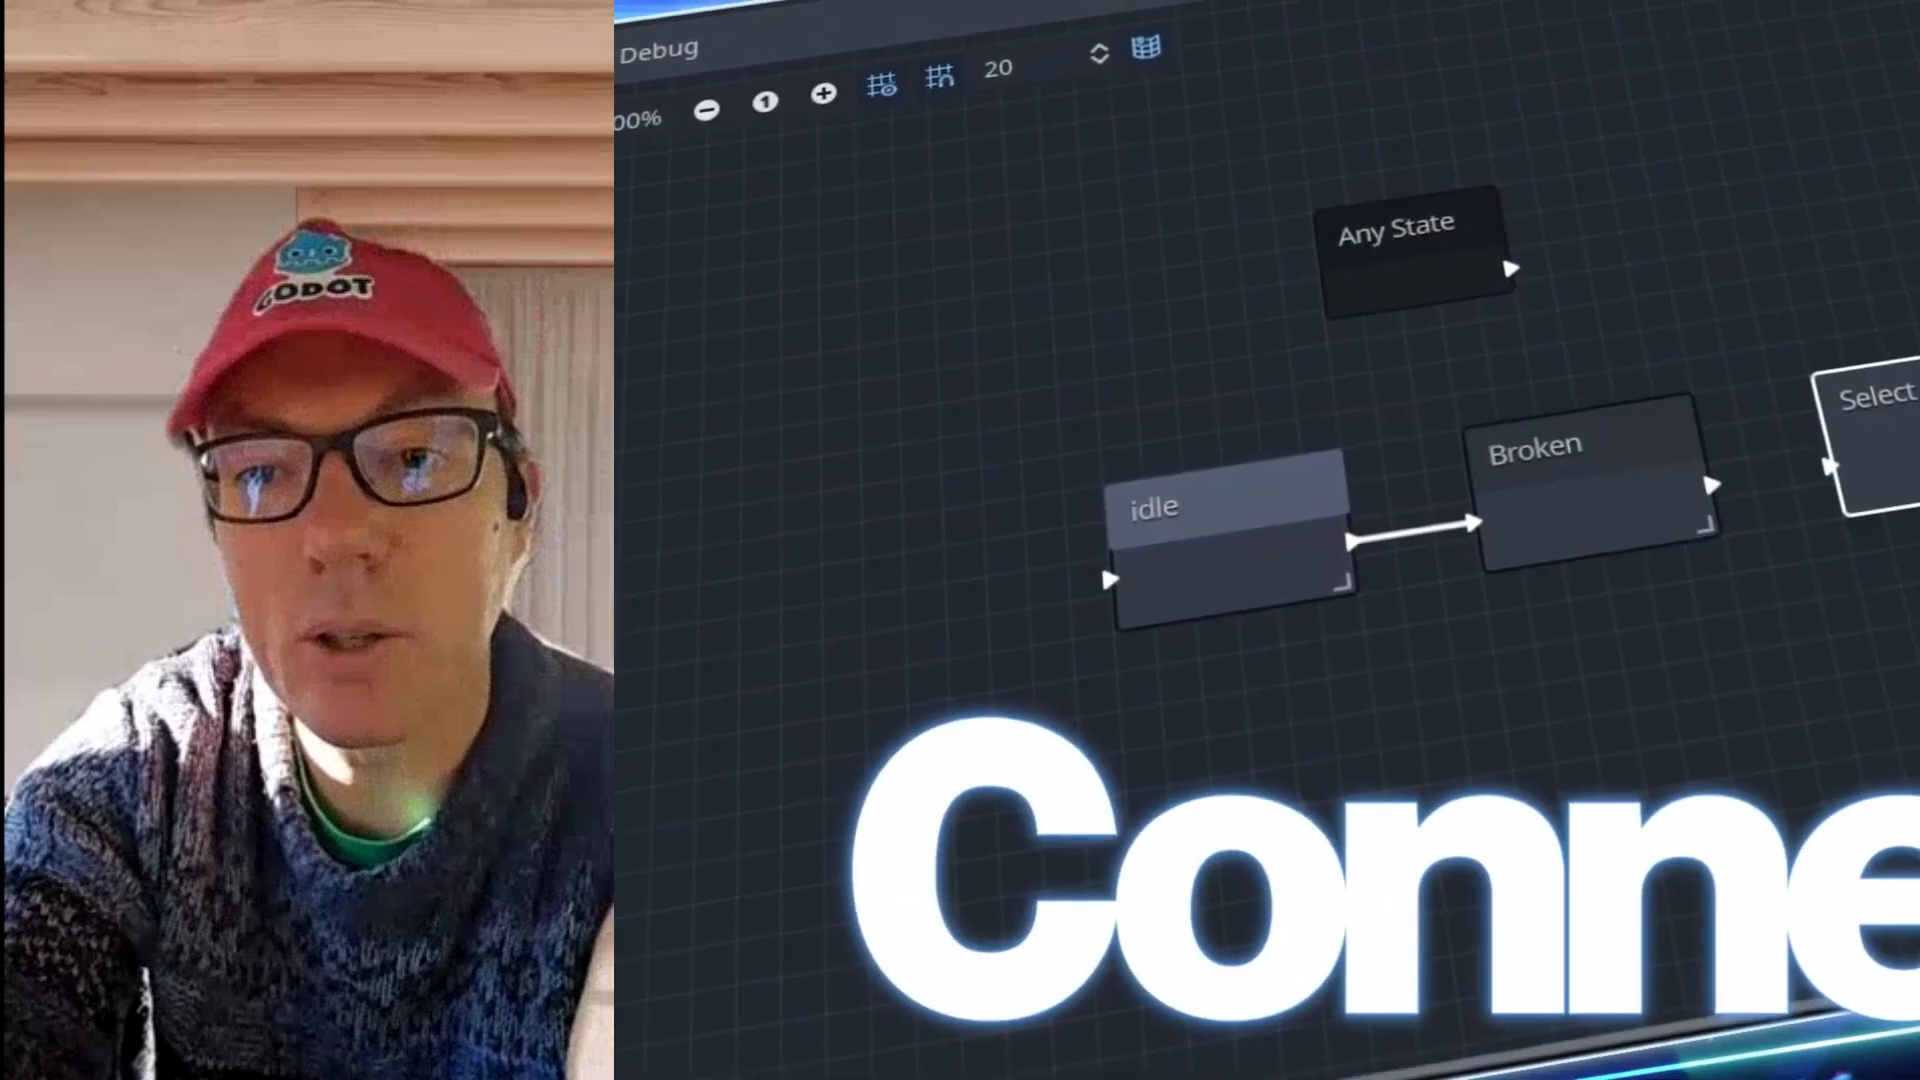 GODOT
Debug
00%
1
20
Any State
Select
Broken
idle
Conne